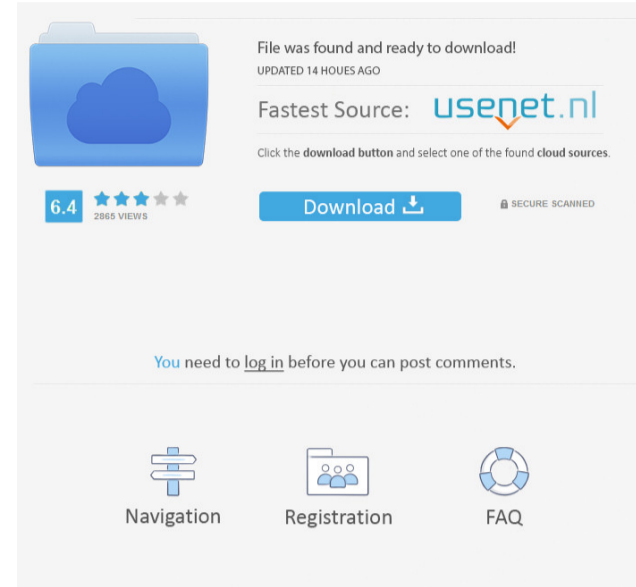 File was found and ready to download!
UPDATED 14 HOUES AGO
Fastest Source: usenet.nl
Click the download button and select one of the found cloud sources.
6.4
2865 VIEWS
Download
SECURE SCANNED
You need to log in before you can post comments.
Navigation
Registration
FAQ